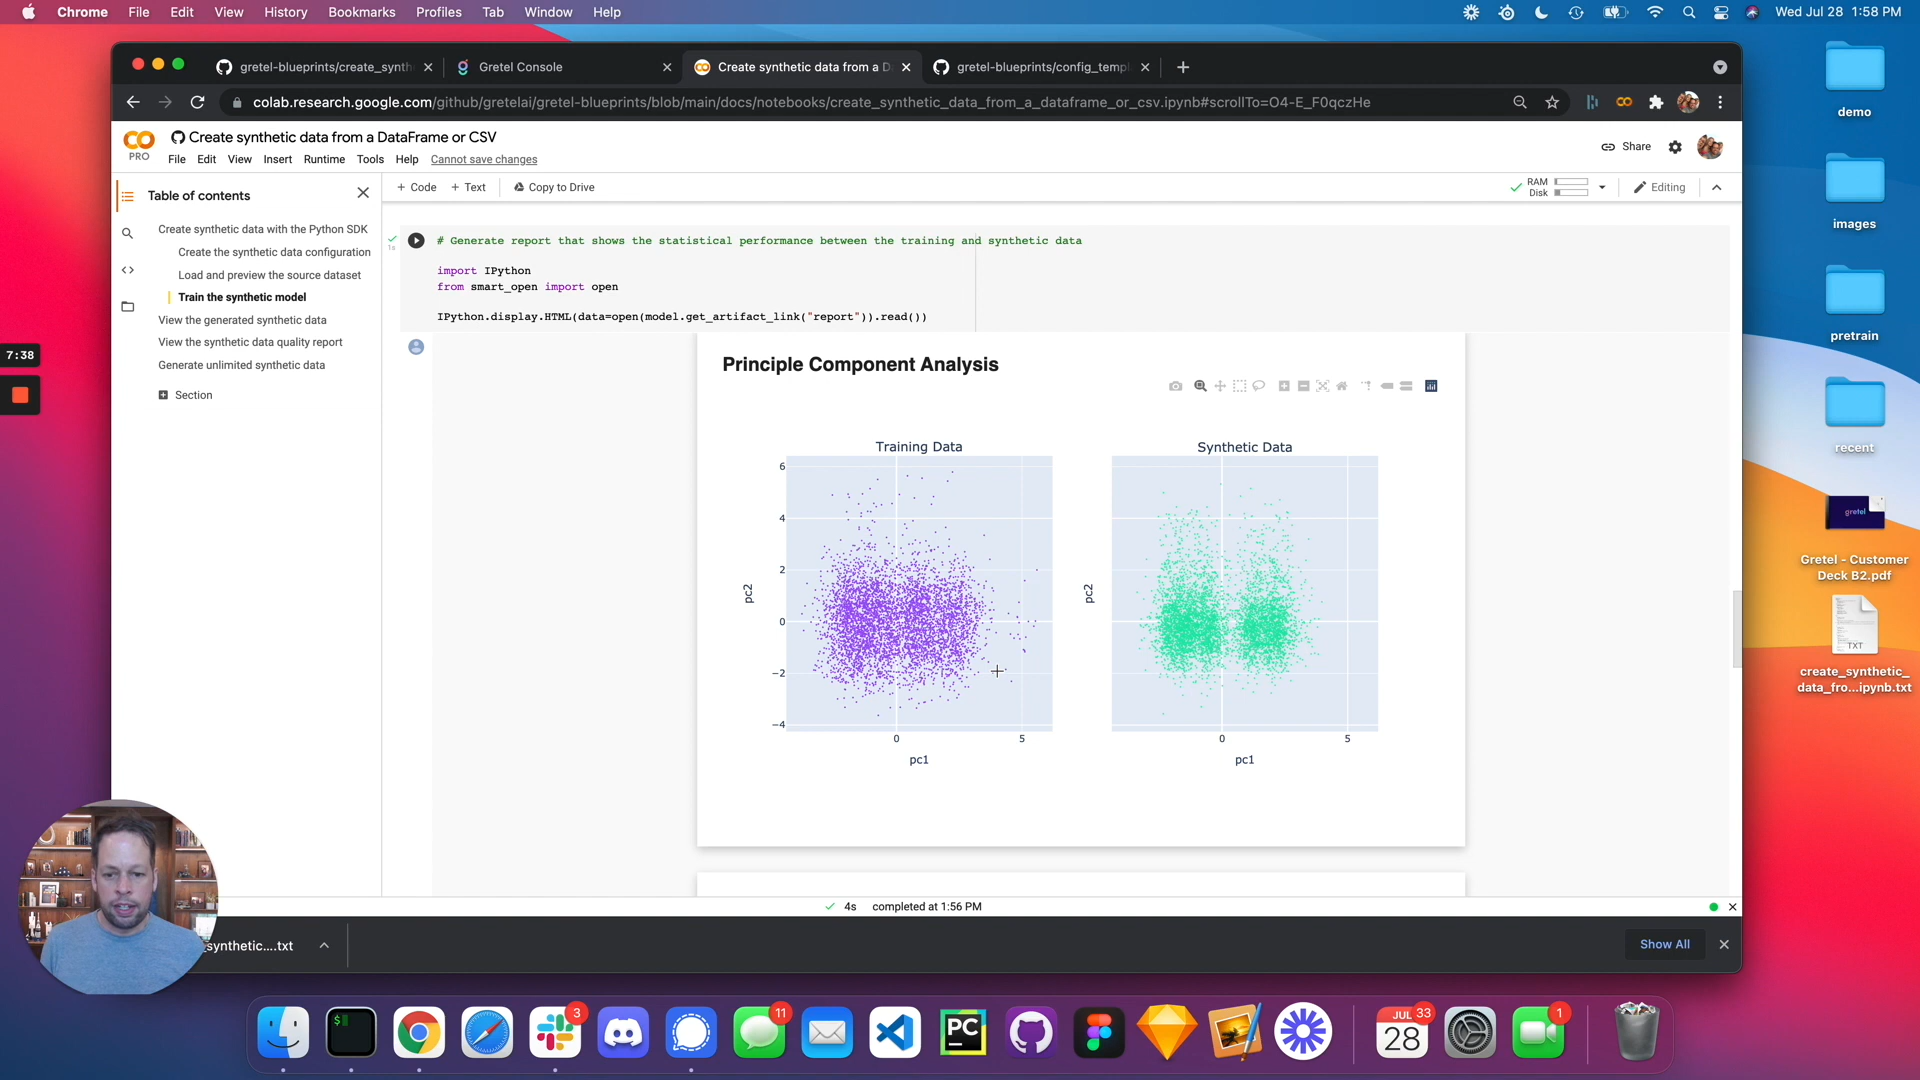 Chrome File Edit View History Bookmarks Profiles Tab Window Help
Wed Jul 28 1:58 PM
gretel-blueprints/create_synth
Gretel Console
Create synthetic data from a D
gretel-blueprints/config_templ
colab.research.google.com/github/gretelai/gretel-blueprints/blob/main/docs/notebooks/create_synthetic_data_from_a_dataframe_or_csv.ipynb#scrollTo=O4-E_F0qczHe
PRO
Create synthetic data from a DataFrame or CSV
File Edit View Insert Runtime Tools Help Cannot save changes
Share
Table of contents
+ Code + Text Copy to Drive
RAM
Disk
Editing
Create synthetic data with the Python SDK
Create the synthetic data configuration
Load and preview the source dataset
Train the synthetic model
View the generated synthetic data
View the synthetic data quality report
Generate unlimited synthetic data
Section
1s
# Generate report that shows the statistical performance between the training and synthetic data
import IPython
from smart_open import open
IPython.display.HTML(data=open(model.get_artifact_link("report")).read())
Principle Component Analysis
Training Data
Synthetic Data
6
4
2
0
−2
−4
pc2
pc2
0 5
0 5
pc1
pc1
4s completed at 1:56 PM
synthetic....txt
Show All
7:38
demo
images
pretrain
recent
gretel
Gretel - Customer
Deck B2.pdf
TXT
create_synthetic_
data_fro...ipynb.txt
$
3
11
PC
JUL
28
33
1